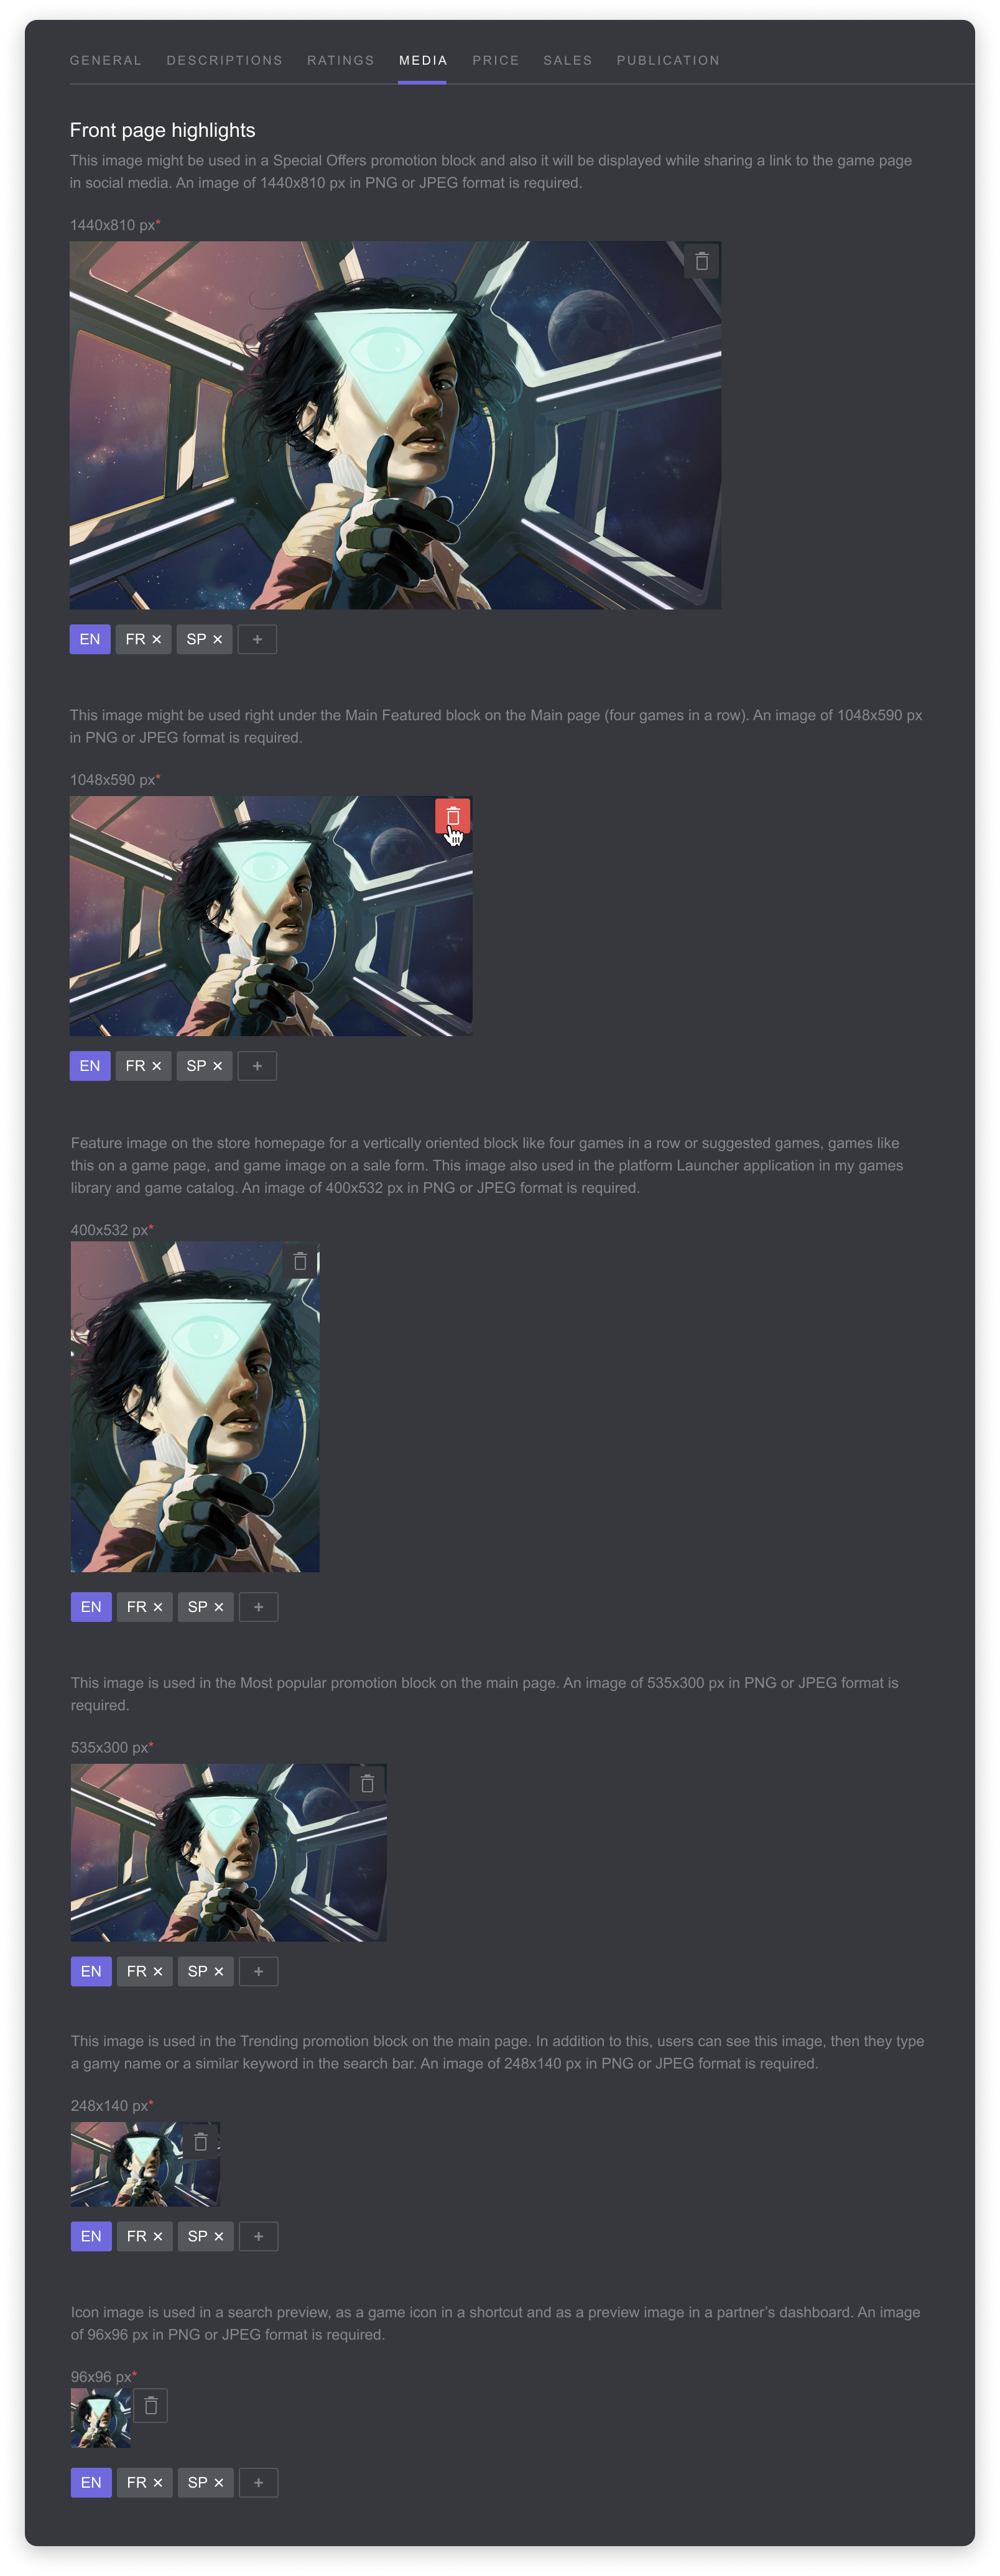 GENERAL DESCRIPTIONS RATINGS MEDIA PRICE SALES PUBLICATION
Front page highlights
This image might be used in a Special Offers promotion block and also it will be displayed while sharing a link to the game page
in social media. An image of 1440x810 px in PNG or JPEG format is required.
1440x810 px*
EN FR × SP × +
This image might be used right under the Main Featured block on the Main page (four games in a row). An image of 1048x590 px
in PNG or JPEG format is required.
1048x590 px*
EN FR × SP × +
Feature image on the store homepage for a vertically oriented block like four games in a row or suggested games, games like
this on a game page, and game image on a sale form. This image also used in the platform Launcher application in my games
library and game catalog. An image of 400x532 px in PNG or JPEG format is required.
400x532 px*
EN FR × SP × +
This image is used in the Most popular promotion block on the main page. An image of 535x300 px in PNG or JPEG format is
required.
535x300 px*
EN FR × SP × +
This image is used in the Trending promotion block on the main page. In addition to this, users can see this image, then they type
a gamy name or a similar keyword in the search bar. An image of 248x140 px in PNG or JPEG format is required.
248x140 px*
EN FR × SP × +
Icon image is used in a search preview, as a game icon in a shortcut and as a preview image in a partner’s dashboard. An image
of 96x96 px in PNG or JPEG format is required.
96x96 px*
EN FR × SP × +